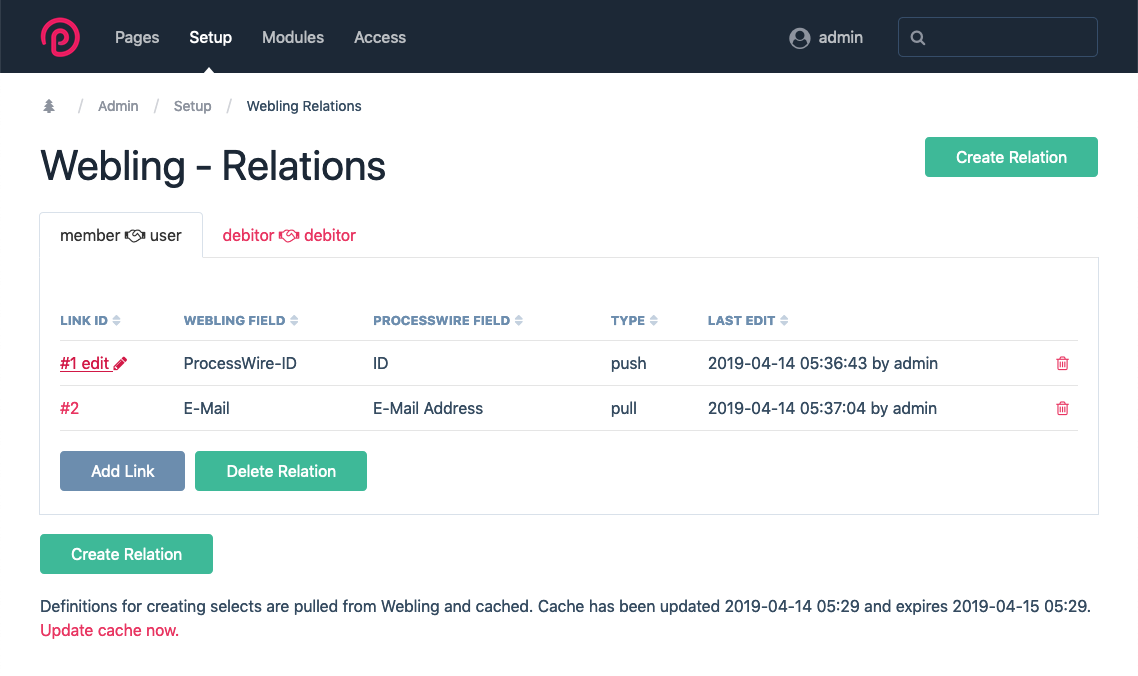 Pages Setup Modules Access admin
Admin / Setup / Webling Relations
Webling - Relations
Create Relation
member user debitor debitor
LINK ID WEBLING FIELD PROCESSWIRE FIELD TYPE LAST EDIT
#1 edit ProcessWire-ID ID push 2019-04-14 05:36:43 by admin
#2 E-Mail E-Mail Address pull 2019-04-14 05:37:04 by admin
Add Link Delete Relation
Create Relation
Definitions for creating selects are pulled from Webling and cached. Cache has been updated 2019-04-14 05:29 and expires 2019-04-15 05:29.
Update cache now.